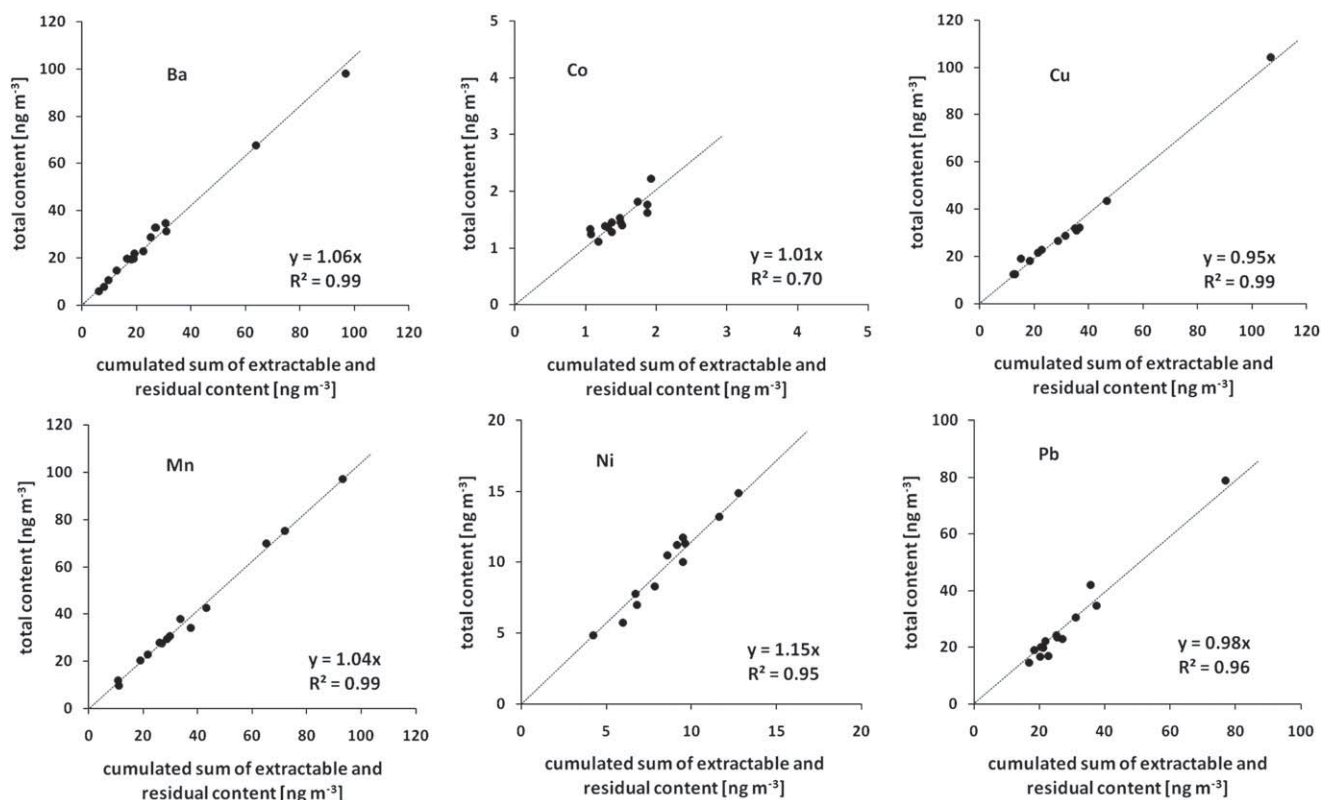 120
100
80
60
40
20
0
total content [ng m⁻³]
Ba
y = 1.06x
R² = 0.99
0 20 40 60 80 100 120
cumulated sum of extractable and
residual content [ng m⁻³]
5
4
3
2
1
0
total content [ng m⁻³]
Co
y = 1.01x
R² = 0.70
0 1 2 3 4 5
cumulated sum of extractable and
residual content [ng m⁻³]
120
100
80
60
40
20
0
total content [ng m⁻³]
Cu
y = 0.95x
R² = 0.99
0 20 40 60 80 100 120
cumulated sum of extractable and
residual content [ng m⁻³]
120
100
80
60
40
20
0
total content [ng m⁻³]
Mn
y = 1.04x
R² = 0.99
0 20 40 60 80 100 120
cumulated sum of extractable and
residual content [ng m⁻³]
20
15
10
5
0
total content [ng m⁻³]
Ni
y = 1.15x
R² = 0.95
0 5 10 15 20
cumulated sum of extractable and
residual content [ng m⁻³]
100
80
60
40
20
0
total content [ng m⁻³]
Pb
y = 0.98x
R² = 0.96
0 20 40 60 80 100
cumulated sum of extractable and
residual content [ng m⁻³]